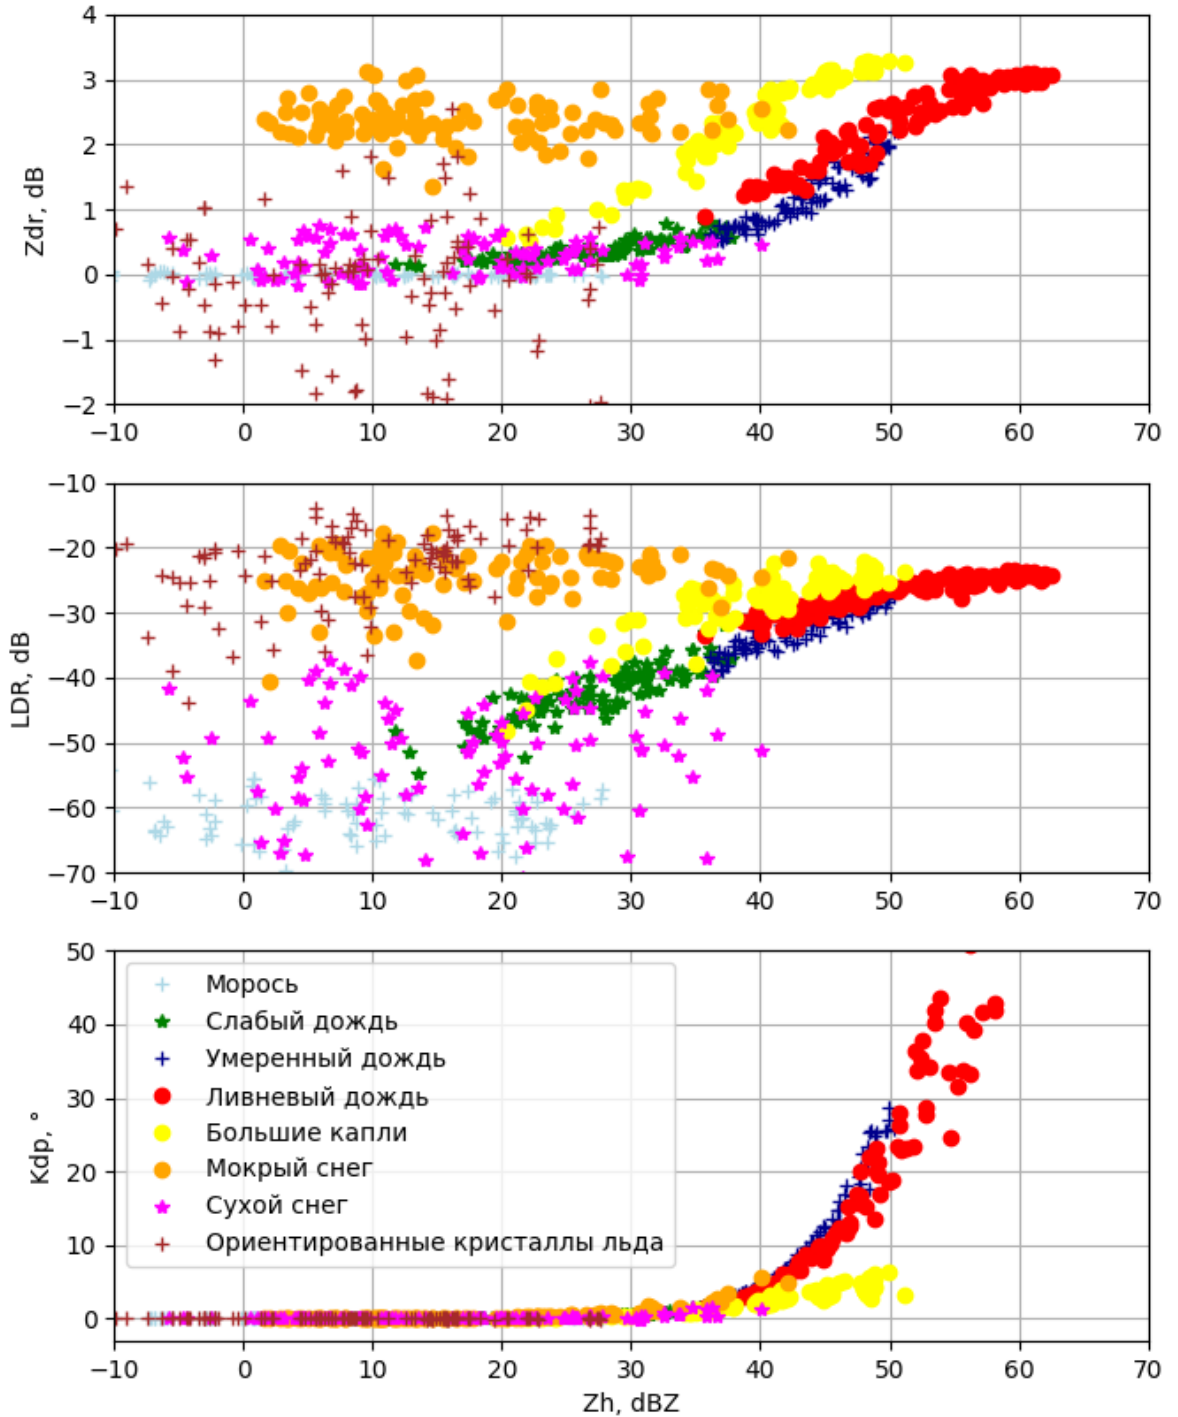 4
3
2
1
0
−1
−2
Zdr, dB
−10 0 10 20 30 40 50 60 70
−10
−20
−30
−40
−50
−60
−70
LDR, dB
−10 0 10 20 30 40 50 60 70
50
40
30
20
10
0
Kdp, °
Морось
Слабый дождь
Умеренный дождь
Ливневый дождь
Большие капли
Мокрый снег
Сухой снег
Ориентированные кристаллы льда
−10 0 10 20 30 40 50 60 70
Zh, dBZ